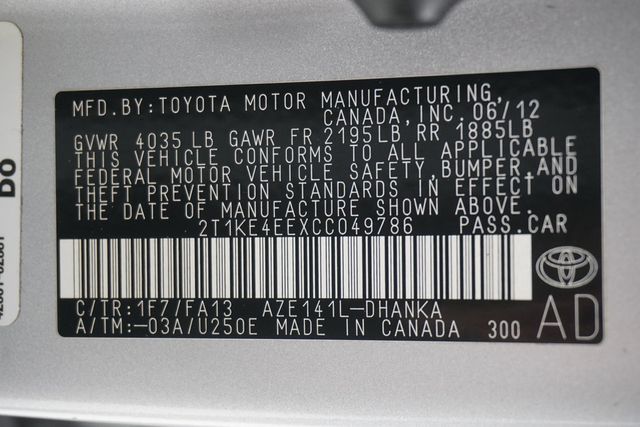 MFD.BY:TOYOTA MOTOR MANUFACTURING,
CANADA,INC.06/12
GVWR 4035 LB GAWR FR 2195LB,RR 1885LB
THIS VEHICLE CONFORMS TO ALL APPLICABLE
FEDERAL MOTOR VEHICLE SAFETY,BUMPER,AND
THEFT PREVENTION STANDARDS IN EFFECT ON
THE DATE OF MANUFACTURE SHOWN ABOVE.
2T1KE4EEXCC049786 PASS.CAR
C/TR:1F7/FA13 AZE141L-DHANKA
A/TM:-03A/U250E MADE IN CANADA 300 AD